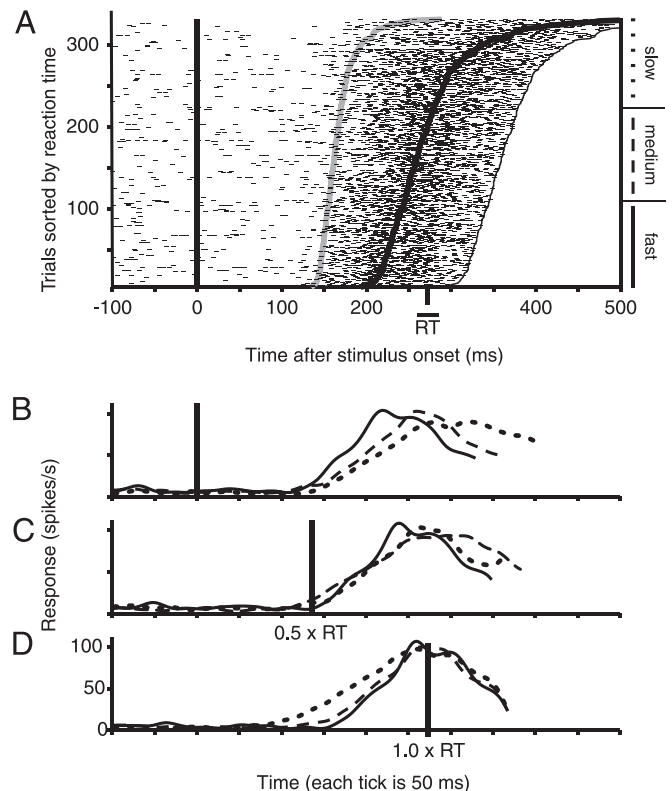 A
Trials sorted by reaction time
300
200
100
-100
0
100
200
300
400
500
RT
Time after stimulus onset (ms)
slow
medium
fast
B
C
Response (spikes/s)
0.5 x RT
D
100
50
0
1.0 x RT
Time (each tick is 50 ms)